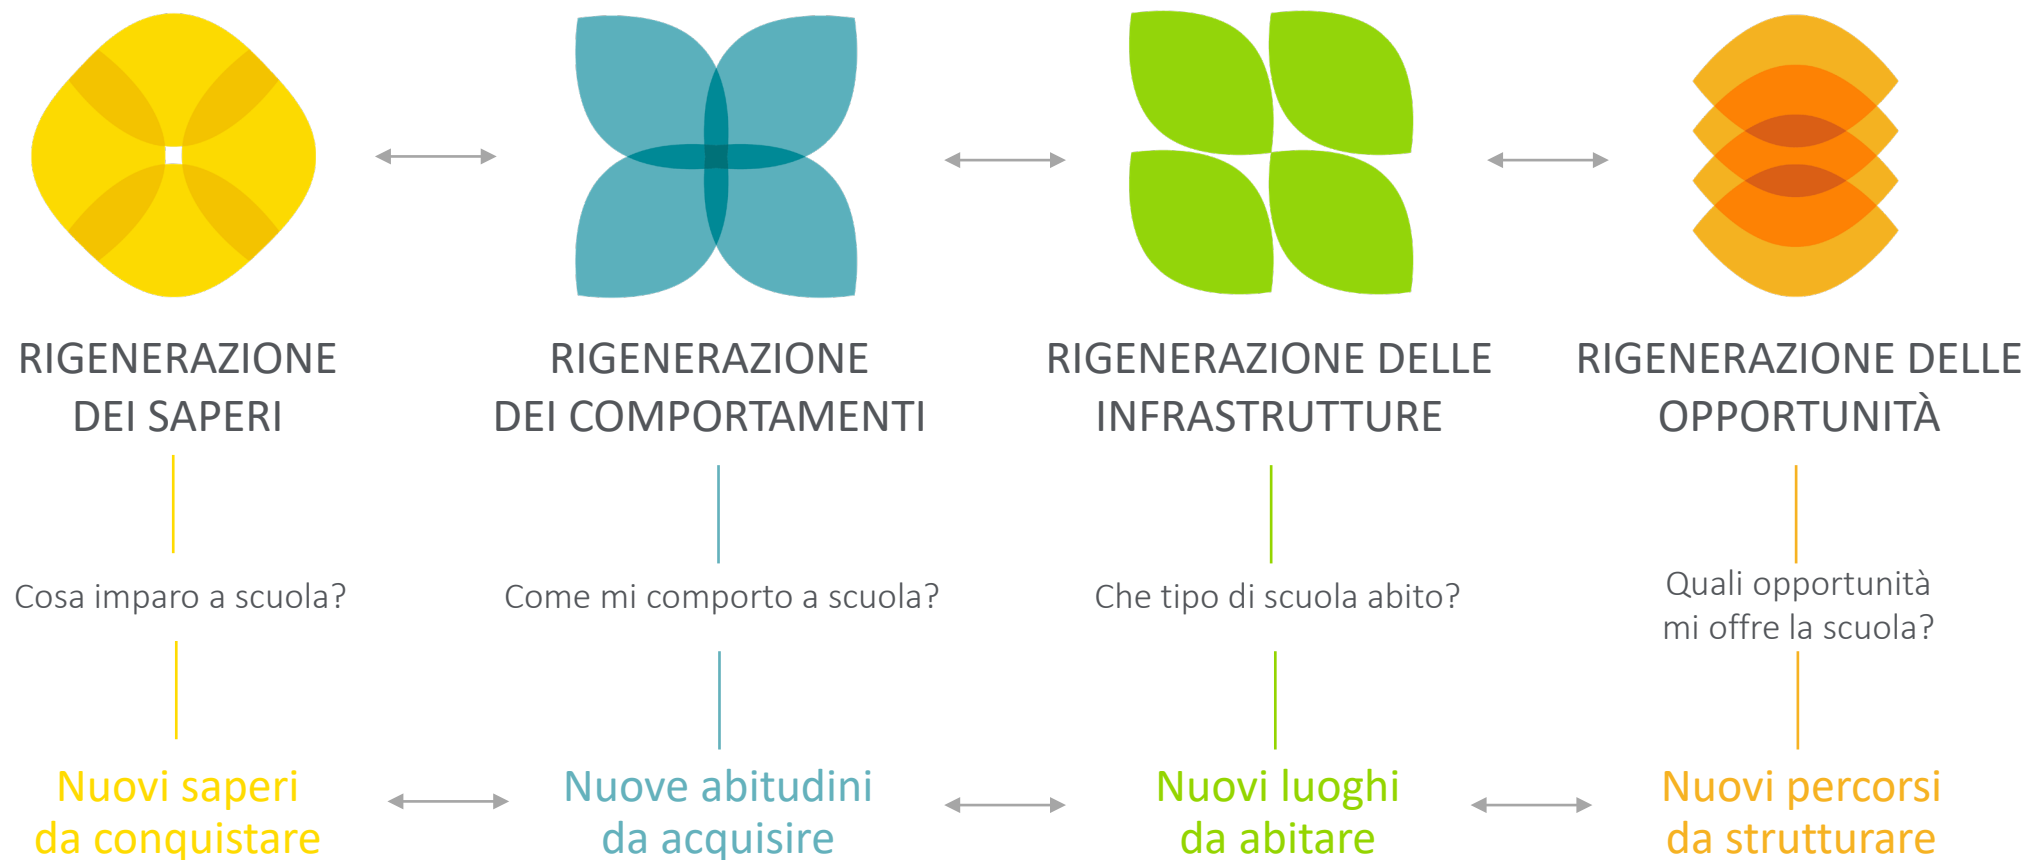 RIGENERAZIONE
DEI SAPERI
RIGENERAZIONE
DEI COMPORTAMENTI
RIGENERAZIONE DELLE
INFRASTRUTTURE
RIGENERAZIONE DELLE
OPPORTUNITÀ
Cosa imparo a scuola?
Come mi comporto a scuola?
Che tipo di scuola abito?
Quali opportunità
mi offre la scuola?
Nuovi saperi
da conquistare
Nuove abitudini
da acquisire
Nuovi luoghi
da abitare
Nuovi percorsi
da strutturare